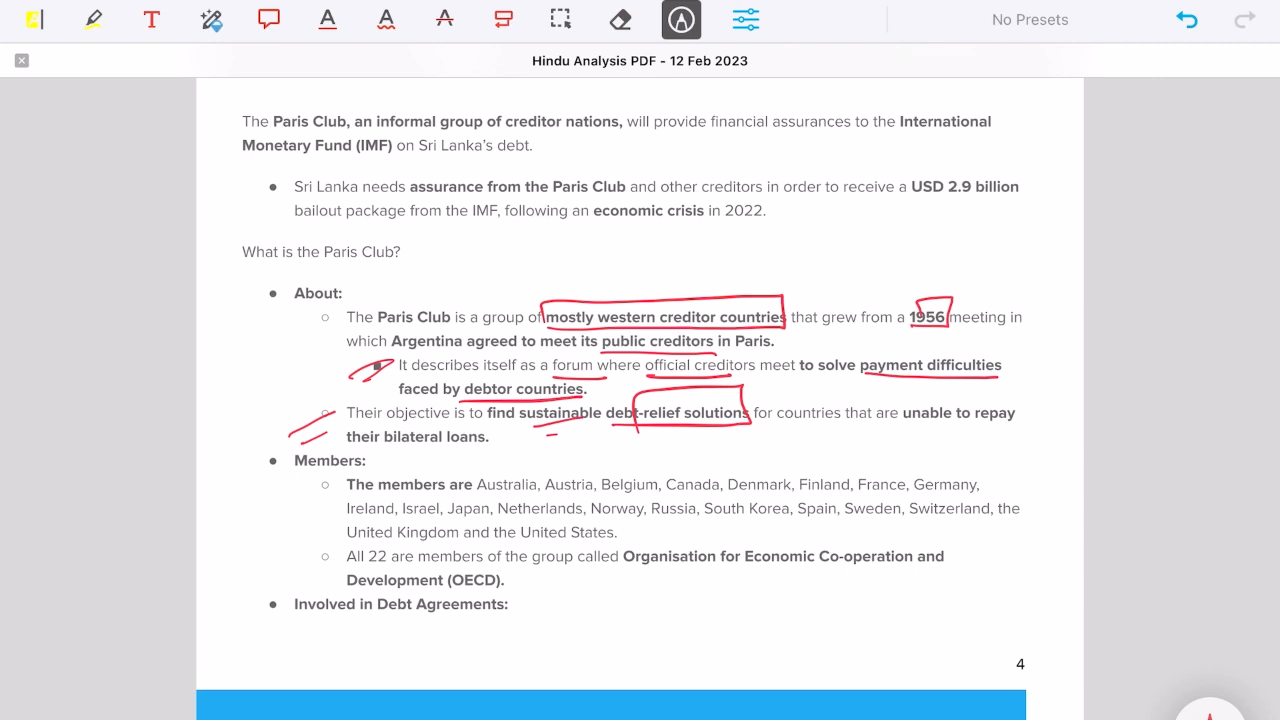 No Presets
Hindu Analysis PDF - 12 Feb 2023
The Paris Club, an informal group of creditor nations, will provide financial assurances to the International
Monetary Fund (IMF) on Sri Lanka's debt.
● Sri Lanka needs assurance from the Paris Club and other creditors in order to receive a USD 2.9 billion
bailout package from the IMF, following an economic crisis in 2022.
What is the Paris Club?
● About:
○ The Paris Club is a group of mostly western creditor countries that grew from a 1956 meeting in
which Argentina agreed to meet its public creditors in Paris.
■ It describes itself as a forum where official creditors meet to solve payment difficulties
faced by debtor countries.
○ Their objective is to find sustainable debt-relief solutions for countries that are unable to repay
their bilateral loans.
● Members:
○ The members are Australia, Austria, Belgium, Canada, Denmark, Finland, France, Germany,
Ireland, Israel, Japan, Netherlands, Norway, Russia, South Korea, Spain, Sweden, Switzerland, the
United Kingdom and the United States.
○ All 22 are members of the group called Organisation for Economic Co-operation and
Development (OECD).
● Involved in Debt Agreements:
4